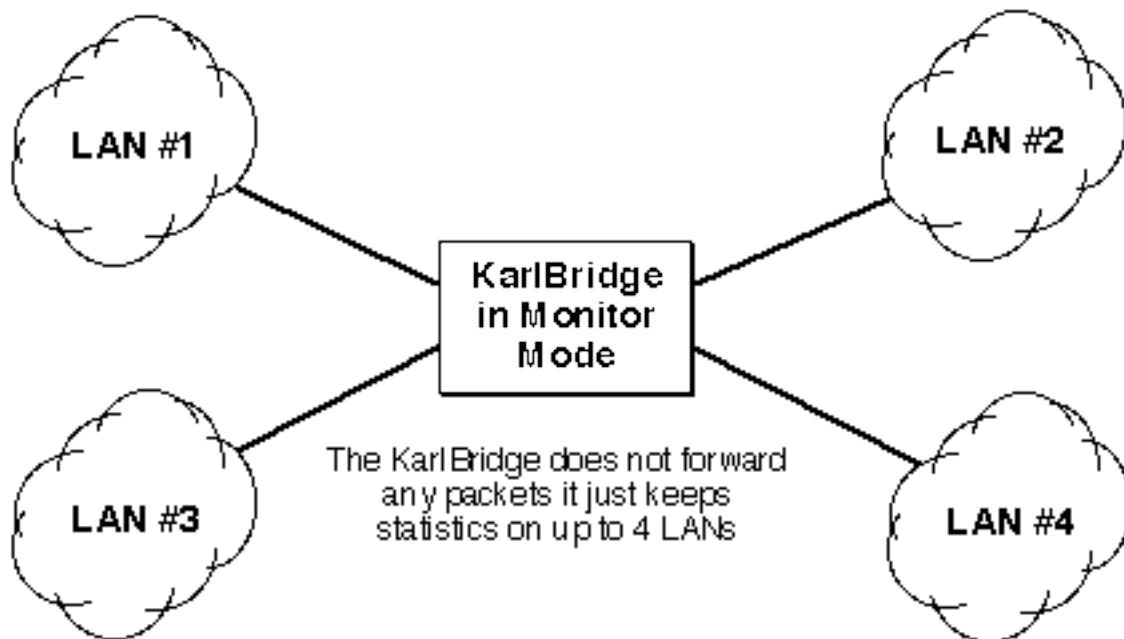 LAN #1
LAN #2
KarlBridge
in Monitor
Mode
LAN #3
The KarlBridge does not forward
any packets it just keeps
statistics on up to 4 LANs
LAN #4